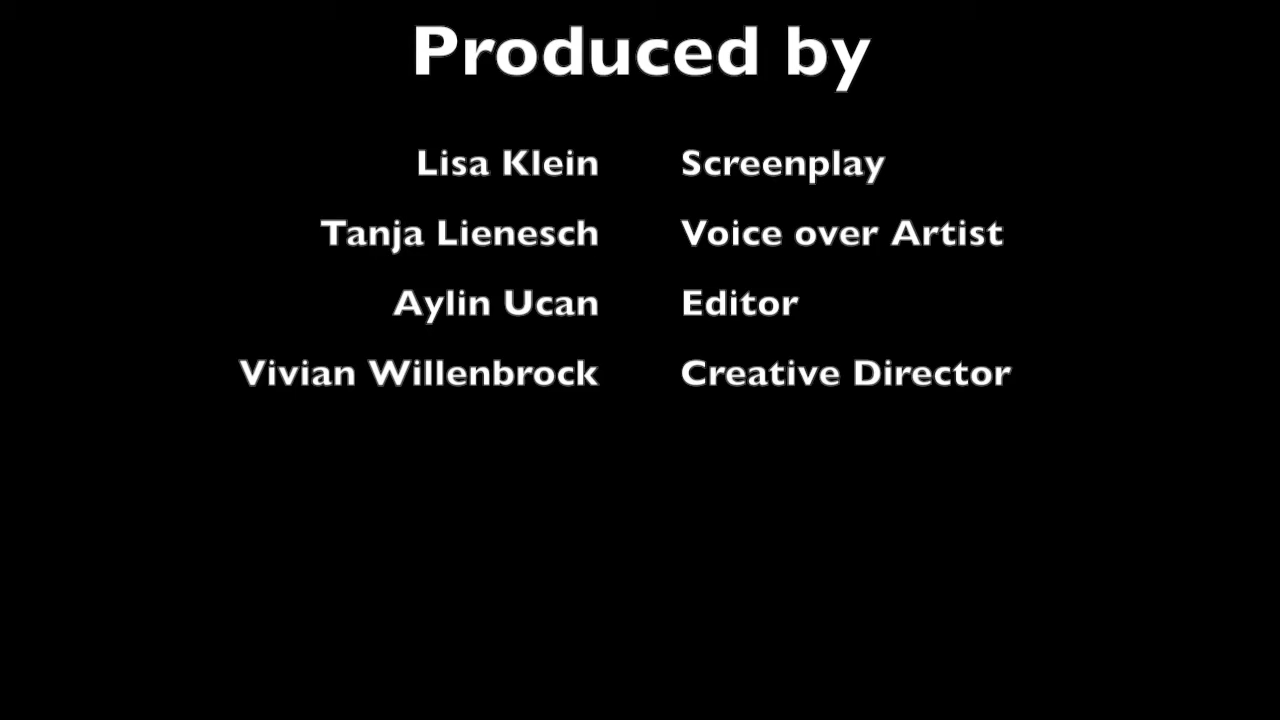 Produced by
Lisa Klein Screenplay
Tanja Lienesch Voice over Artist
Aylin Ucan Editor
Vivian Willenbrock Creative Director